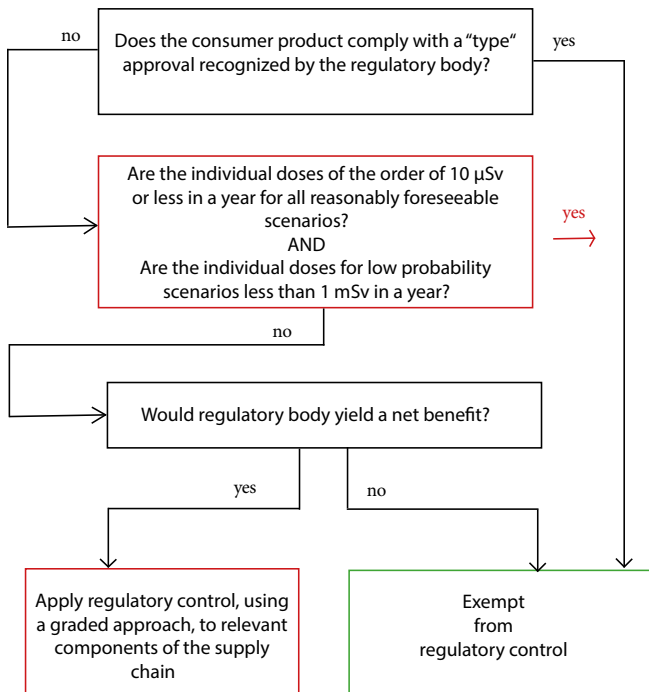 no
Does the consumer product comply with a “type“
approval recognized by the regulatory body?
yes
Are the individual doses of the order of 10 µSv
or less in a year for all reasonably foreseeable
scenarios?
AND
Are the individual doses for low probability
scenarios less than 1 mSv in a year?
yes
no
Would regulatory body yield a net benefit?
yes
no
Apply regulatory control, using
a graded approach, to relevant
components of the supply
chain
Exempt
from
regulatory control